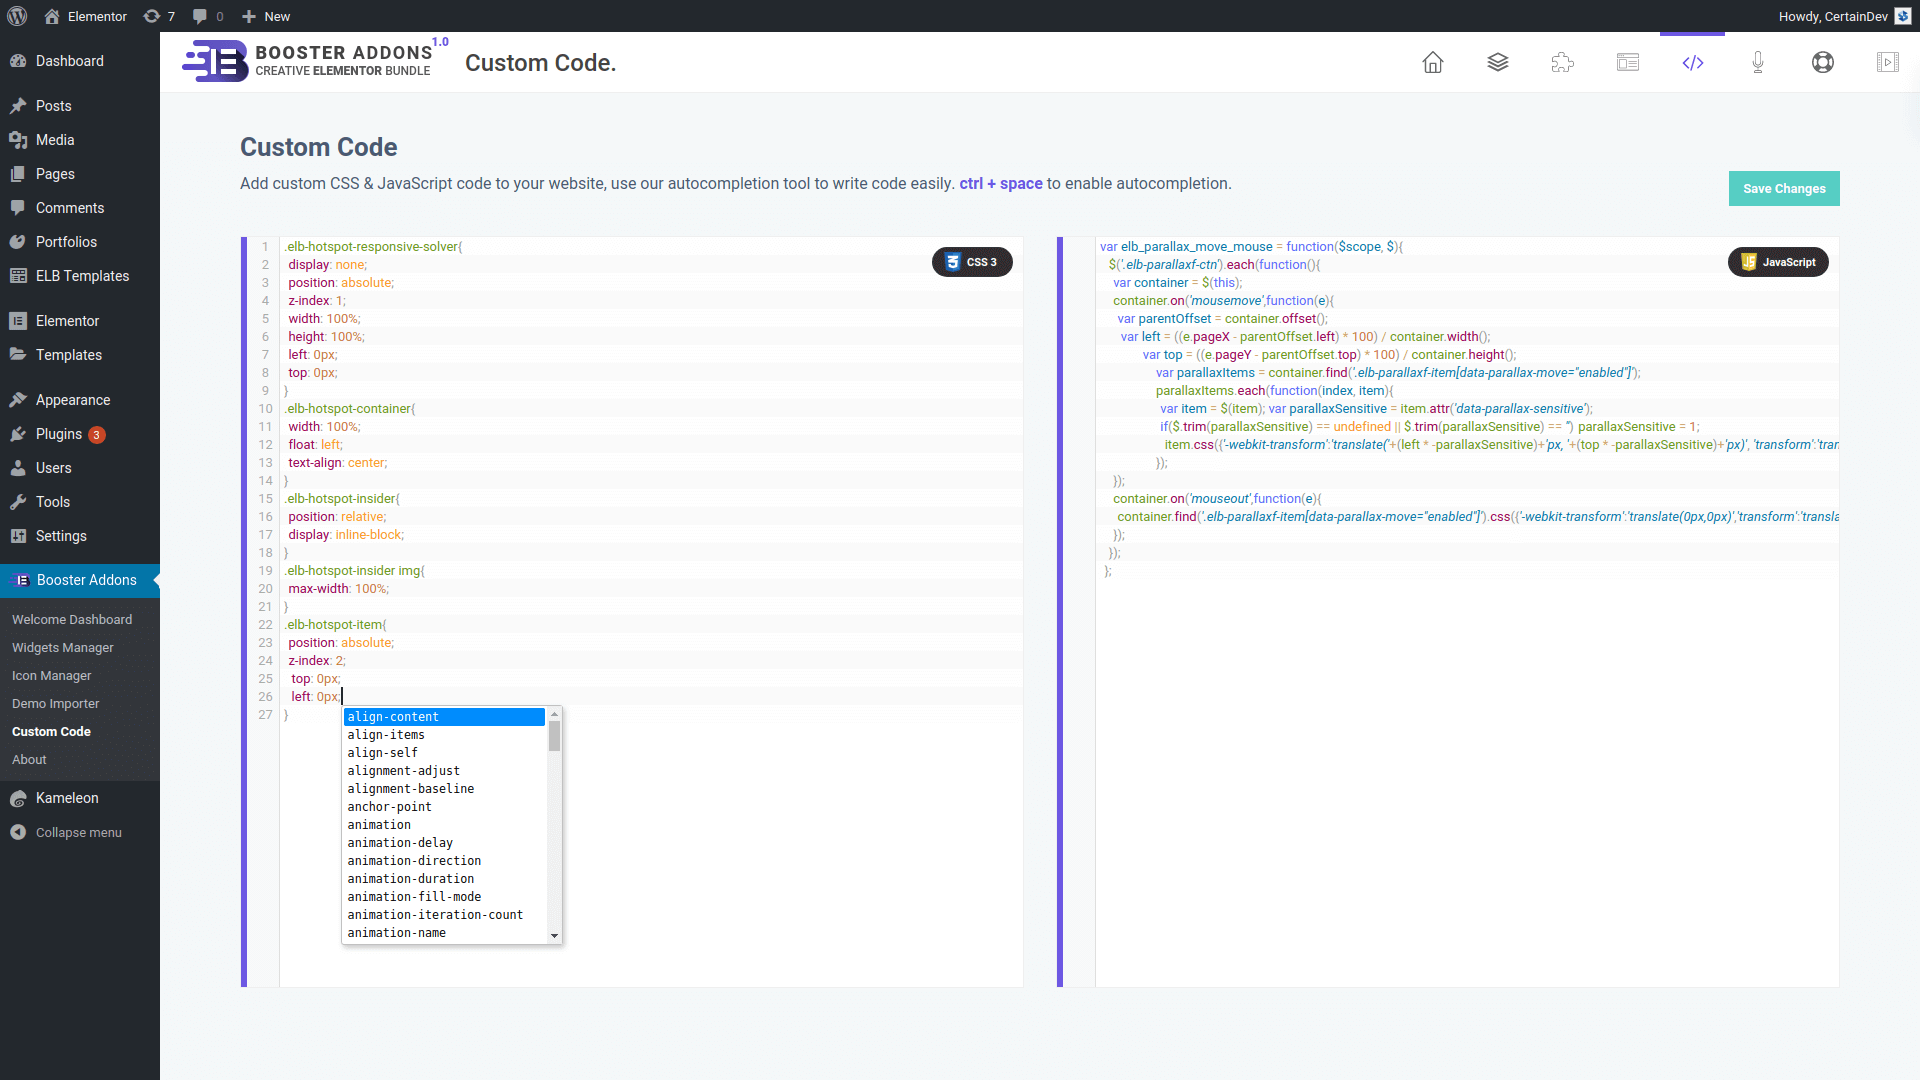 Elementor
7
0
New
Howdy, CertainDev
Dashboard
Posts
Media
Pages
Comments
Portfolios
ELB Templates
Elementor
Templates
Appearance
Plugins 3
Users
Tools
Settings
Booster Addons
Welcome Dashboard
Widgets Manager
Icon Manager
Demo Importer
Custom Code
About
Kameleon
Collapse menu
BOOSTER ADDONS 1.0
CREATIVE ELEMENTOR BUNDLE
Custom Code.
Custom Code
Add custom CSS & JavaScript code to your website, use our autocompletion tool to write code easily. ctrl + space to enable autocompletion.
Save Changes
CSS 3
1 .elb-hotspot-responsive-solver{
2 display: none;
3 position: absolute;
4 z-index: 1;
5 width: 100%;
6 height: 100%;
7 left: 0px;
8 top: 0px;
9 }
10 .elb-hotspot-container{
11 width: 100%;
12 float: left;
13 text-align: center;
14 }
15 .elb-hotspot-insider{
16 position: relative;
17 display: inline-block;
18 }
19 .elb-hotspot-insider img{
20 max-width: 100%;
21 }
22 .elb-hotspot-item{
23 position: absolute;
24 z-index: 2;
25 top: 0px;
26 left: 0px;
27 }
align-content
align-items
align-self
alignment-adjust
alignment-baseline
anchor-point
animation
animation-delay
animation-direction
animation-duration
animation-fill-mode
animation-iteration-count
animation-name
JavaScript
var elb_parallax_move_mouse = function($scope, $){
$('.elb-parallaxf-ctn').each(function(){
var container = $(this);
container.on('mousemove',function(e){
var parentOffset = container.offset();
var left = ((e.pageX - parentOffset.left) * 100) / container.width();
var top = ((e.pageY - parentOffset.top) * 100) / container.height();
var parallaxItems = container.find('.elb-parallaxf-item[data-parallax-move="enabled"]');
parallaxItems.each(function(index, item){
var item = $(item); var parallaxSensitive = item.attr('data-parallax-sensitive');
if($.trim(parallaxSensitive) == undefined || $.trim(parallaxSensitive) == '') parallaxSensitive = 1;
item.css({'-webkit-transform':'translate('+(left * -parallaxSensitive)+'px, '+(top * -parallaxSensitive)+'px)', 'transform':'tran
});
});
container.on('mouseout',function(e){
container.find('.elb-parallaxf-item[data-parallax-move="enabled"]').css({'-webkit-transform':'translate(0px,0px)','transform':'transla
});
});
};